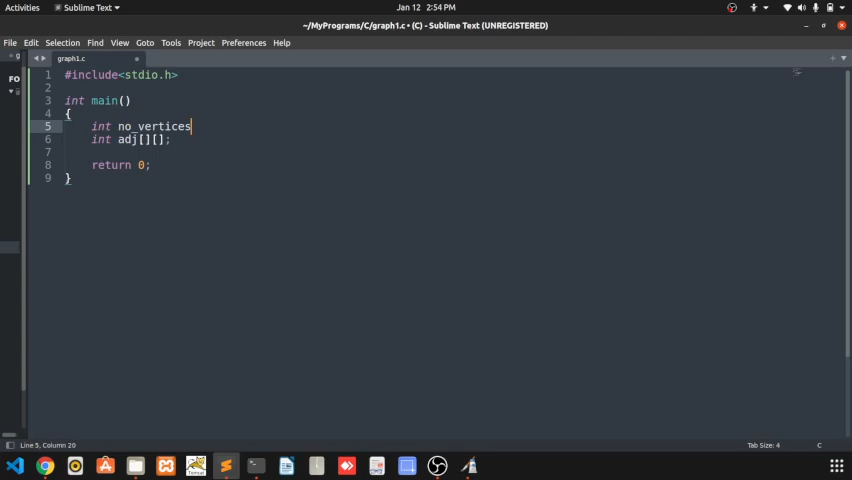 Activities Sublime Text Jan 12 2:54 PM
~/MyPrograms/C/graph1.c • (C) - Sublime Text (UNREGISTERED)
File Edit Selection Find View Goto Tools Project Preferences Help
g graph1.c
FO
1 #include<stdio.h>
2
3 int main()
4 {
5 int no_vertices
6 int adj[][];
7
8 return 0;
9 }
Line 5, Column 20 Tab Size: 4 C
Tomcat